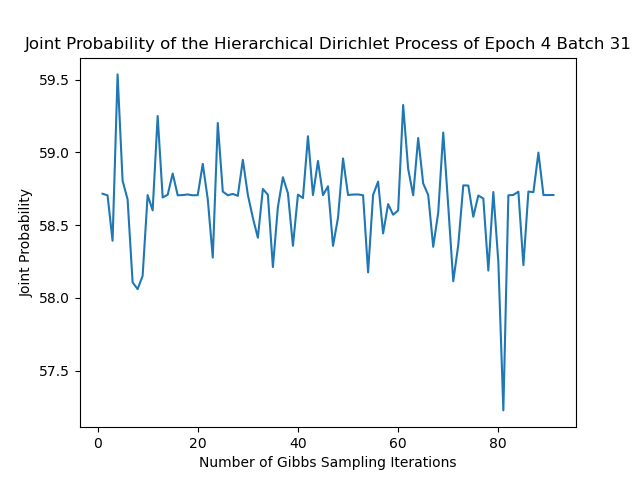 Joint Probability of the Hierarchical Dirichlet Process of Epoch 4 Batch 31
59.5
59.0
58.5
58.0
57.5
Joint Probability
0 20 40 60 80
Number of Gibbs Sampling Iterations